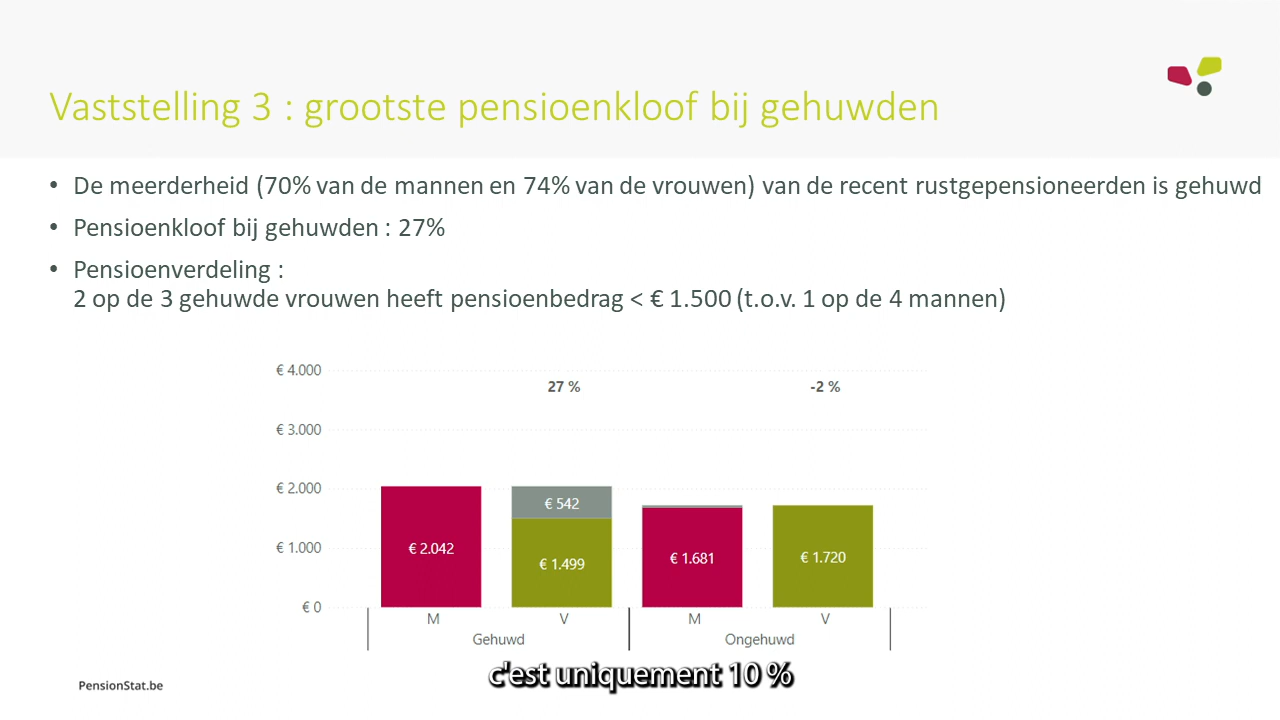 Vaststelling 3 : grootste pensioenkloof bij gehuwden
• De meerderheid (70% van de mannen en 74% van de vrouwen) van de recent rustgepensioneerden is gehuwd
• Pensioenkloof bij gehuwden : 27%
• Pensioenverdeling :
2 op de 3 gehuwde vrouwen heeft pensioenbedrag < € 1.500 (t.o.v. 1 op de 4 mannen)
€ 4.000
27 %
-2 %
€ 3.000
€ 2.000
€ 542
€ 1.000
€ 2.042
€ 1.499
€ 1.681
€ 1.720
€ 0
M
V
M
V
Gehuwd
Ongehuwd
c'est uniquement 10 %
PensionStat.be